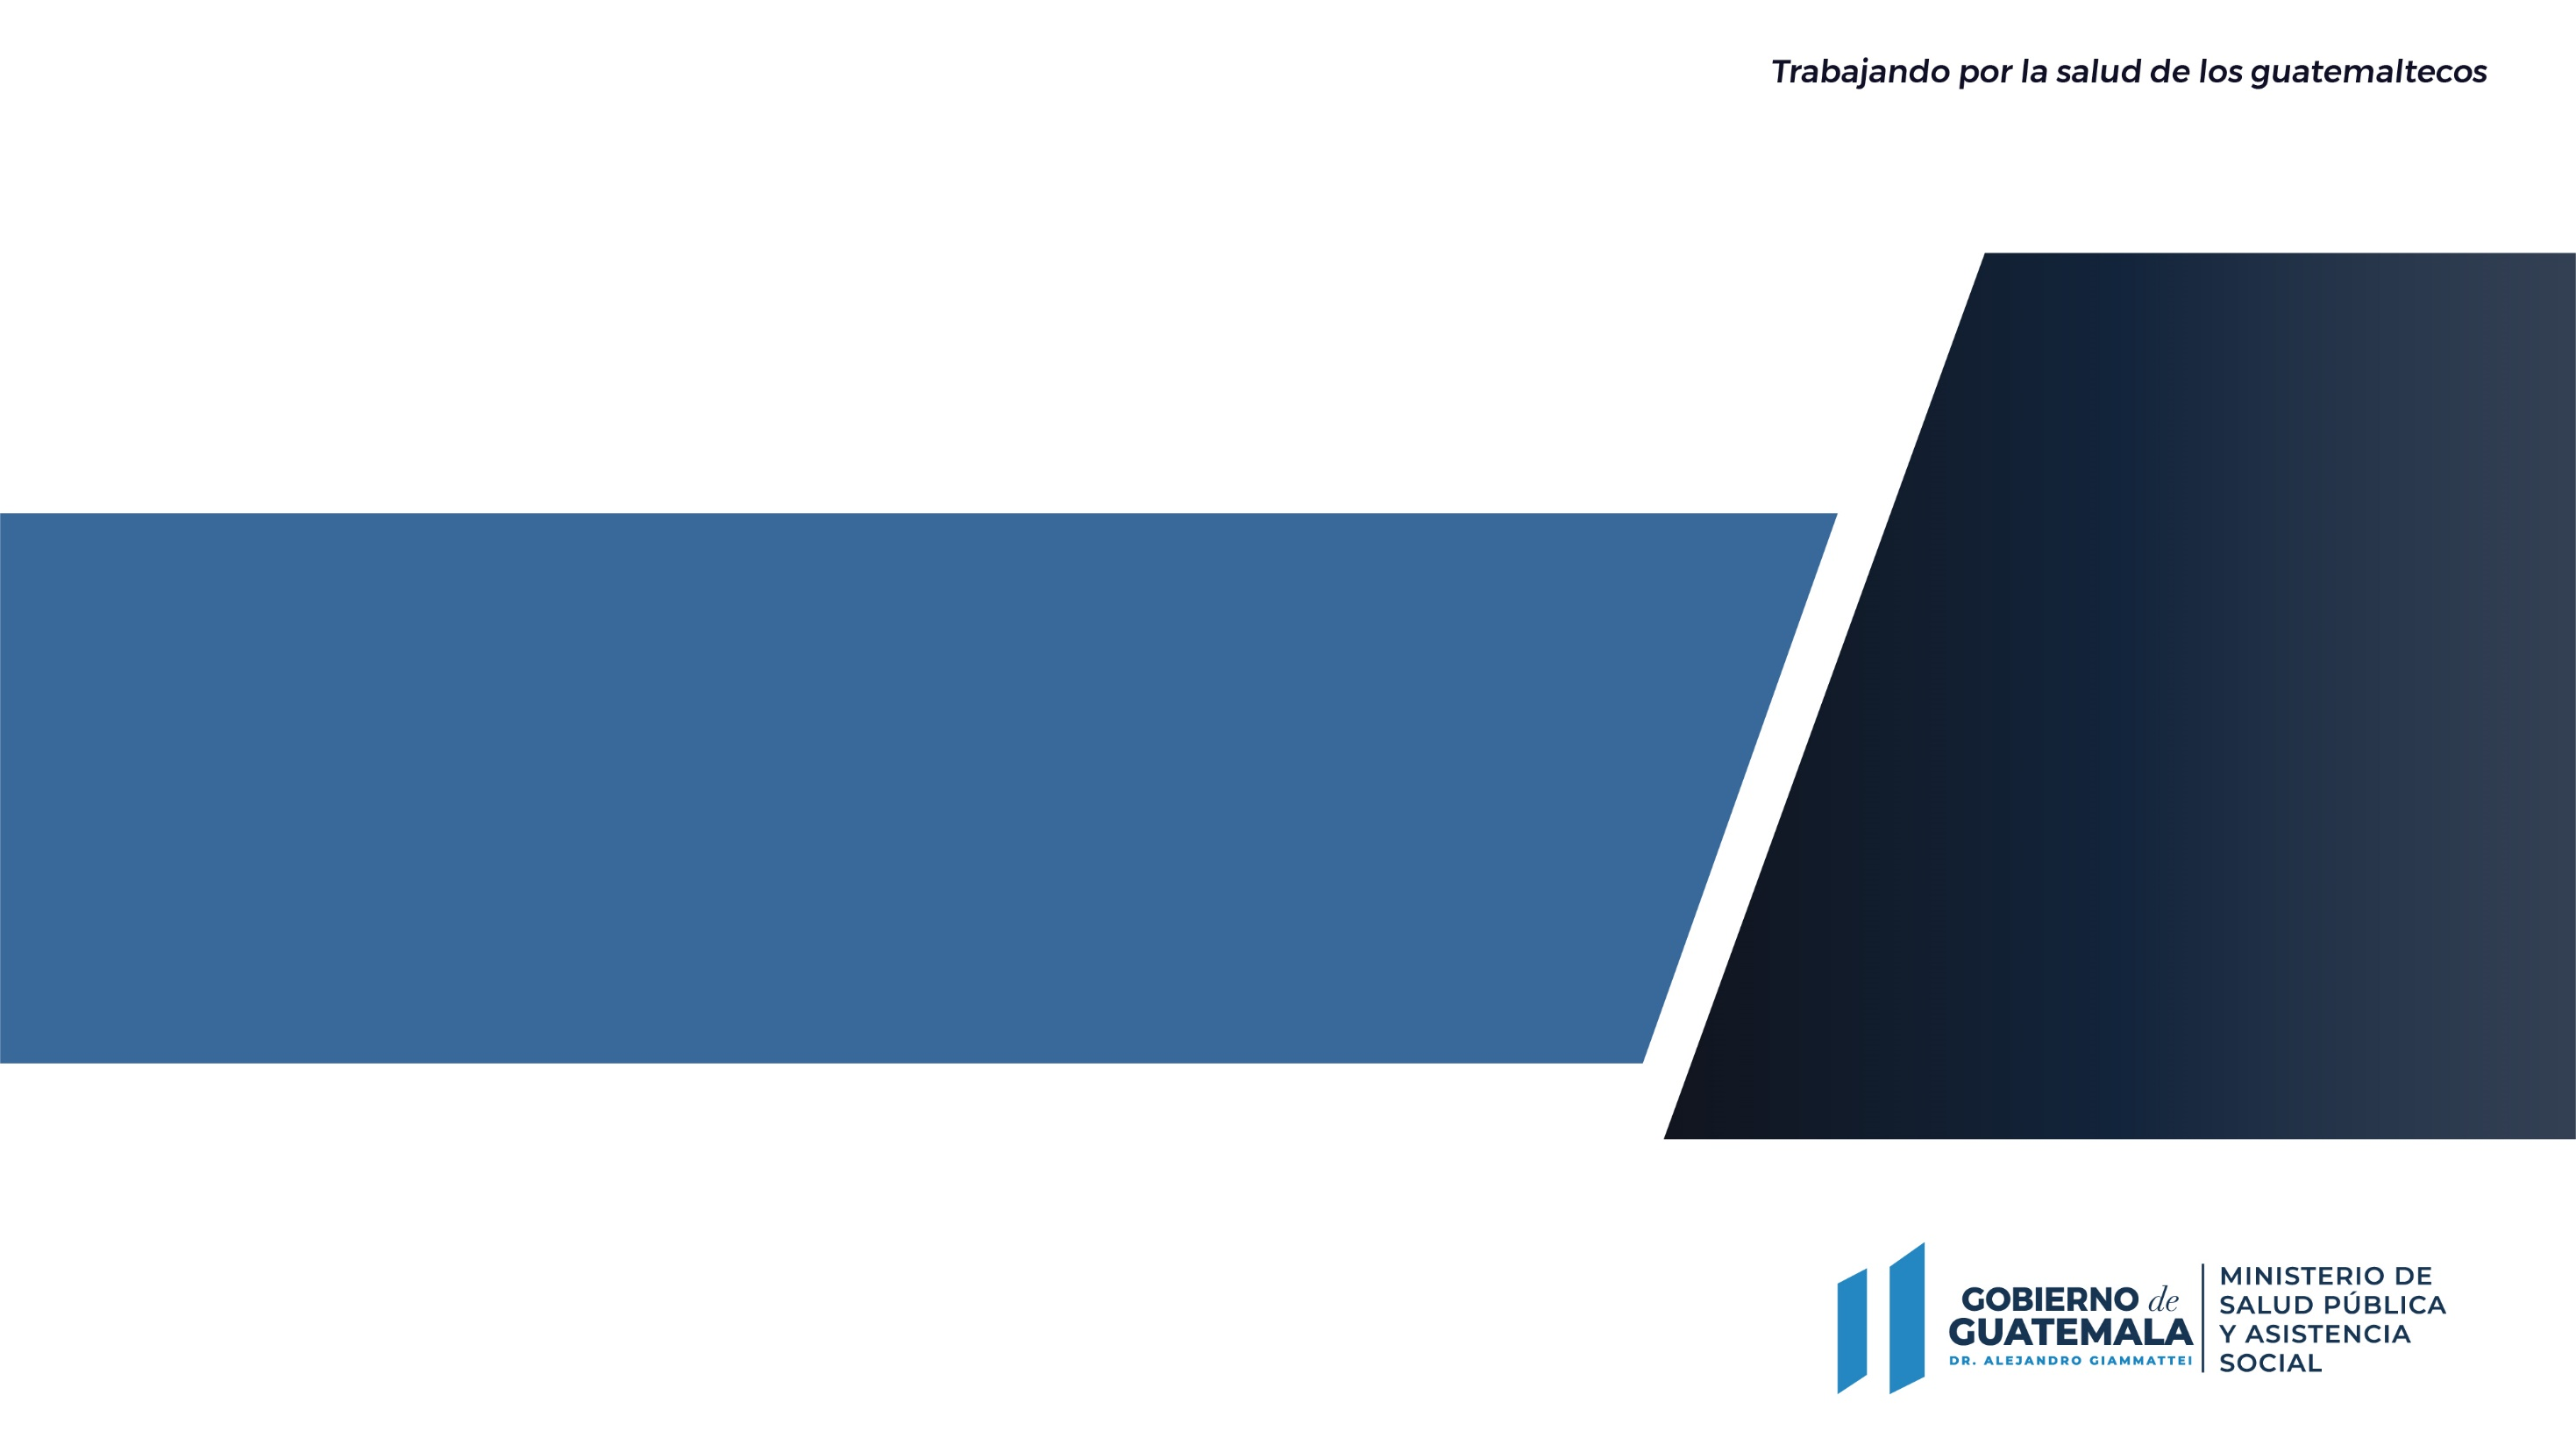 Trabajando por la salud de los guatemaltecos
GOBIERNO de
GUATEMALA
DR. ALEJANDRO GIAMMATTEI
MINISTERIO DE
SALUD PÚBLICA
Y ASISTENCIA
SOCIAL